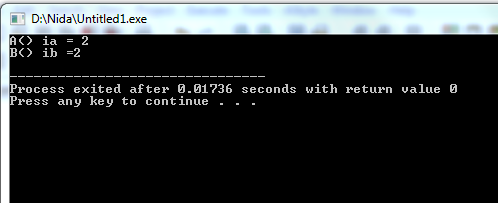 D:\Nida\Untitled1.exe
A() ia = 2
B() ib =2
--------------------------------
Process exited after 0.01736 seconds with return value 0
Press any key to continue . . .